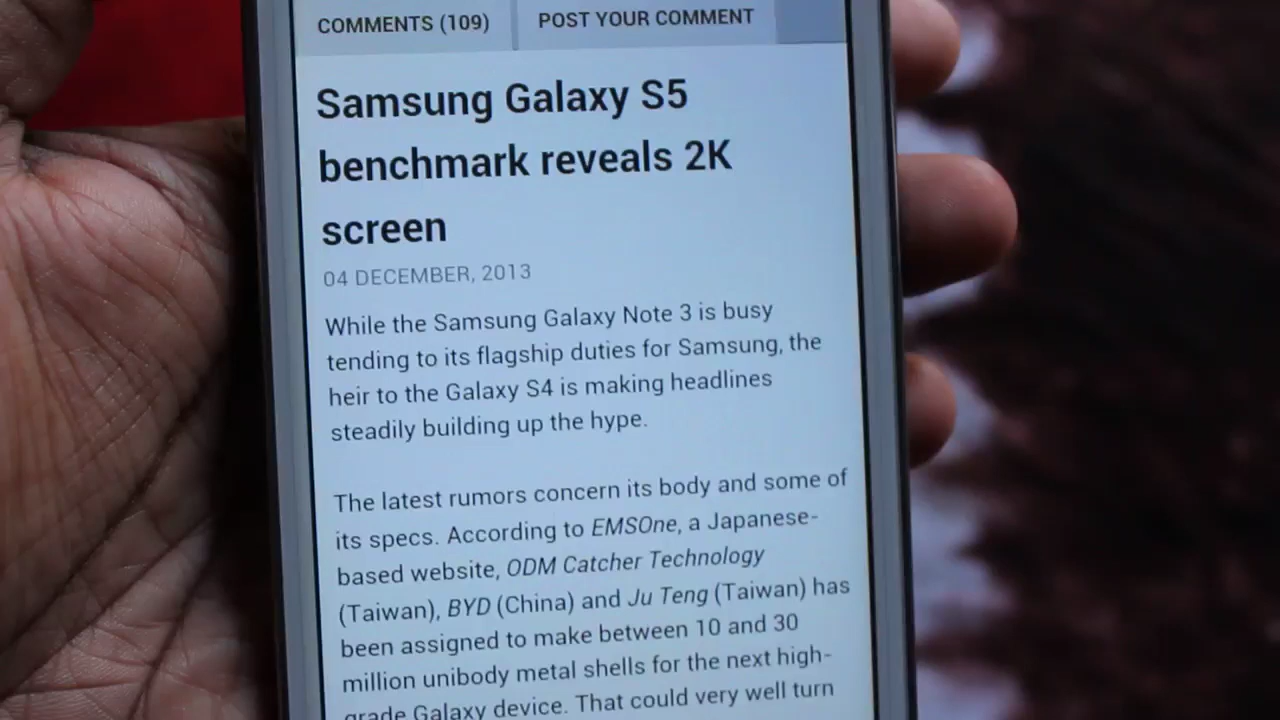 COMMENTS (109) POST YOUR COMMENT
Samsung Galaxy S5
benchmark reveals 2K
screen
04 DECEMBER, 2013
While the Samsung Galaxy Note 3 is busy
tending to its flagship duties for Samsung, the
heir to the Galaxy S4 is making headlines
steadily building up the hype.
The latest rumors concern its body and some of
its specs. According to EMSOne, a Japanese-
based website, ODM Catcher Technology
(Taiwan), BYD (China) and Ju Teng (Taiwan) has
been assigned to make between 10 and 30
million unibody metal shells for the next high-
grade Galaxy device. That could very well turn